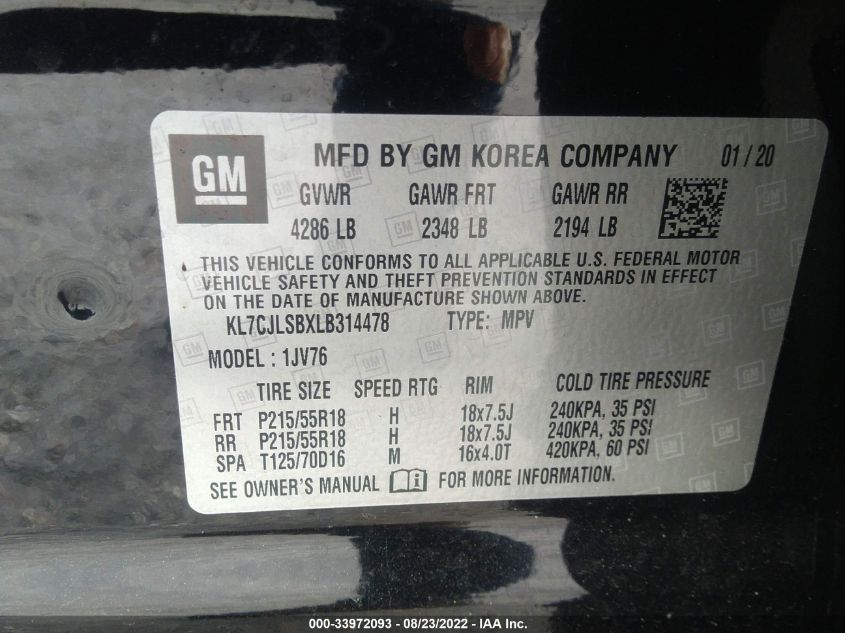 GM MFD BY GM KOREA COMPANY 01/20
GVWR GAWR FRT GAWR RR
4286 LB 2348 LB 2194 LB
THIS VEHICLE CONFORMS TO ALL APPLICABLE U.S. FEDERAL MOTOR
VEHICLE SAFETY AND THEFT PREVENTION STANDARDS IN EFFECT
ON THE DATE OF MANUFACTURE SHOWN ABOVE.
KL7CJLSBXLB314478 TYPE: MPV
MODEL : 1JV76
TIRE SIZE SPEED RTG RIM COLD TIRE PRESSURE
FRT P215/55R18 H 18x7.5J 240KPA, 35 PSI
RR P215/55R18 H 18x7.5J 240KPA, 35 PSI
SPA T125/70D16 M 16x4.0T 420KPA, 60 PSI
SEE OWNER'S MANUAL FOR MORE INFORMATION.
000-33972093 - 08/23/2022 - IAA Inc.